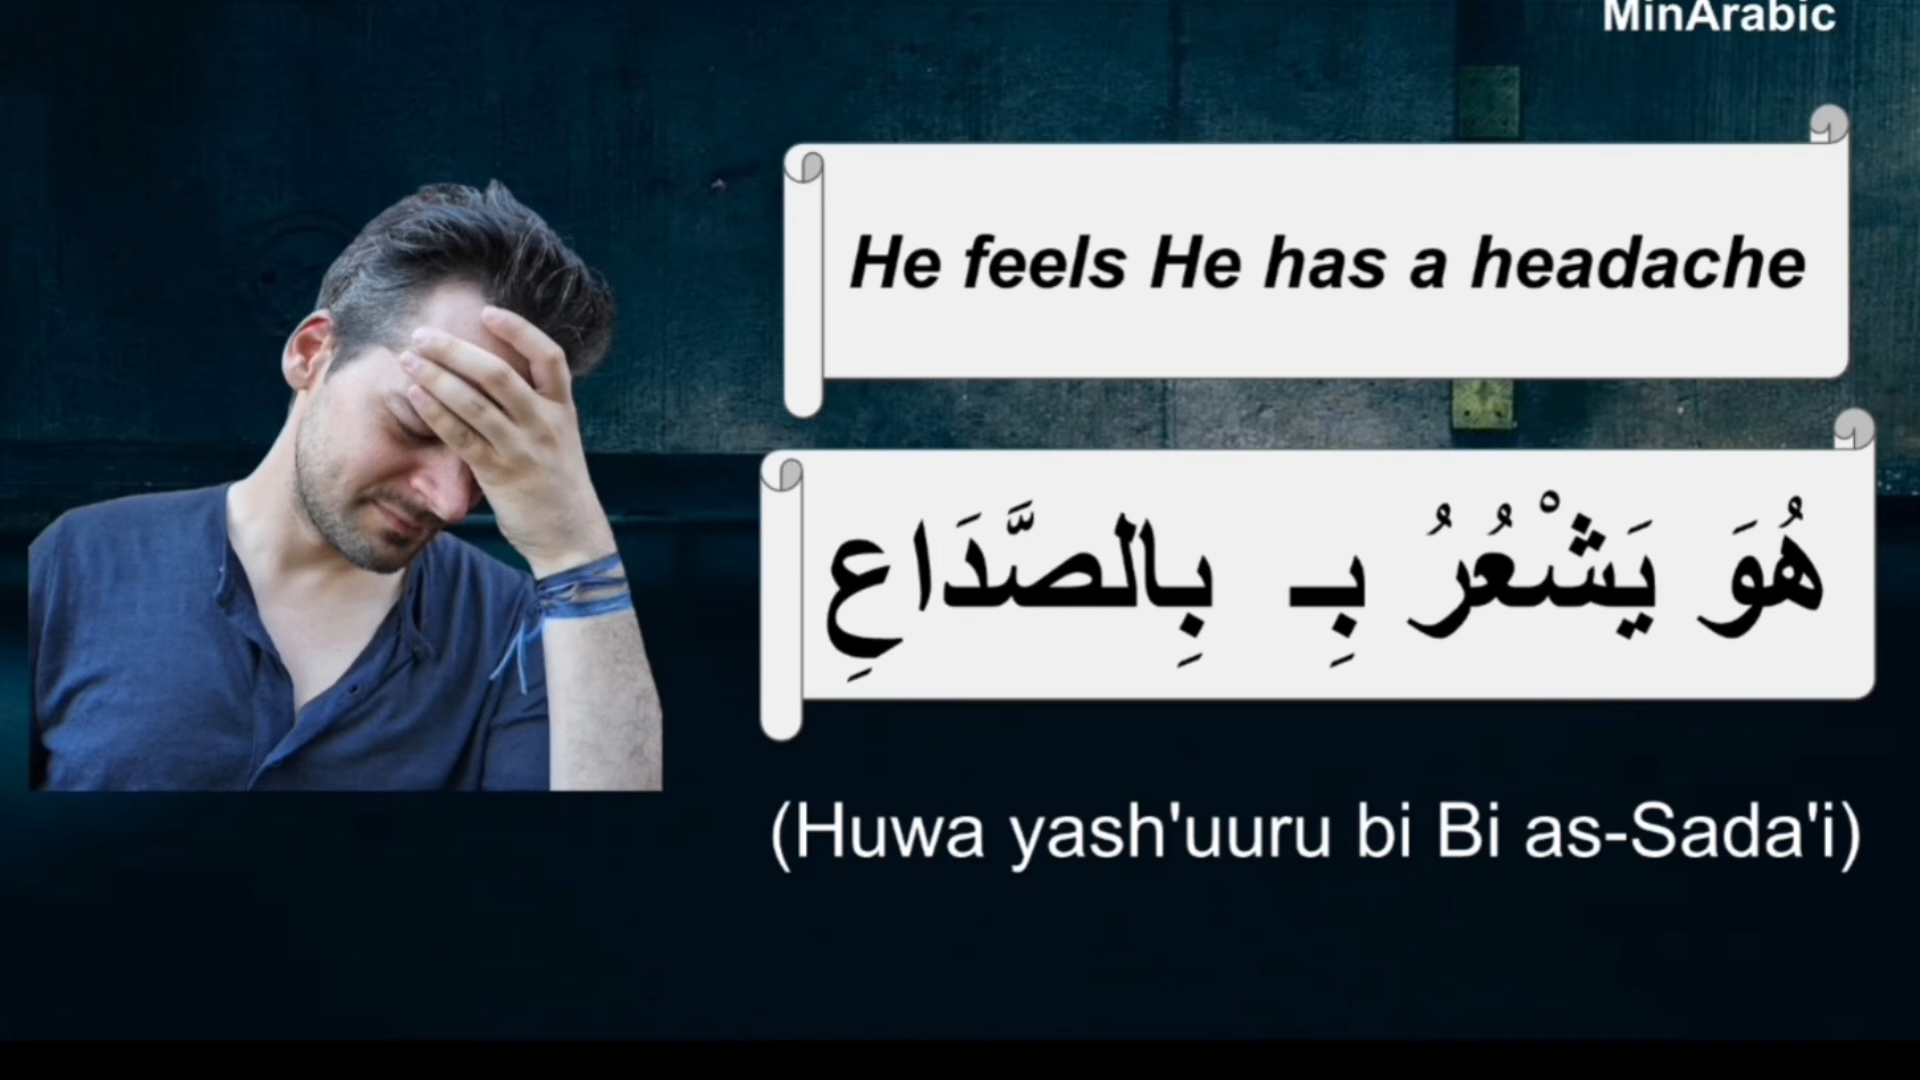 MinArabic
He feels He has a headache
هُوَ يَشْعُرُ بِـ بِالصَّدَاعِ
(Huwa yash'uuru bi Bi as-Sada'i)